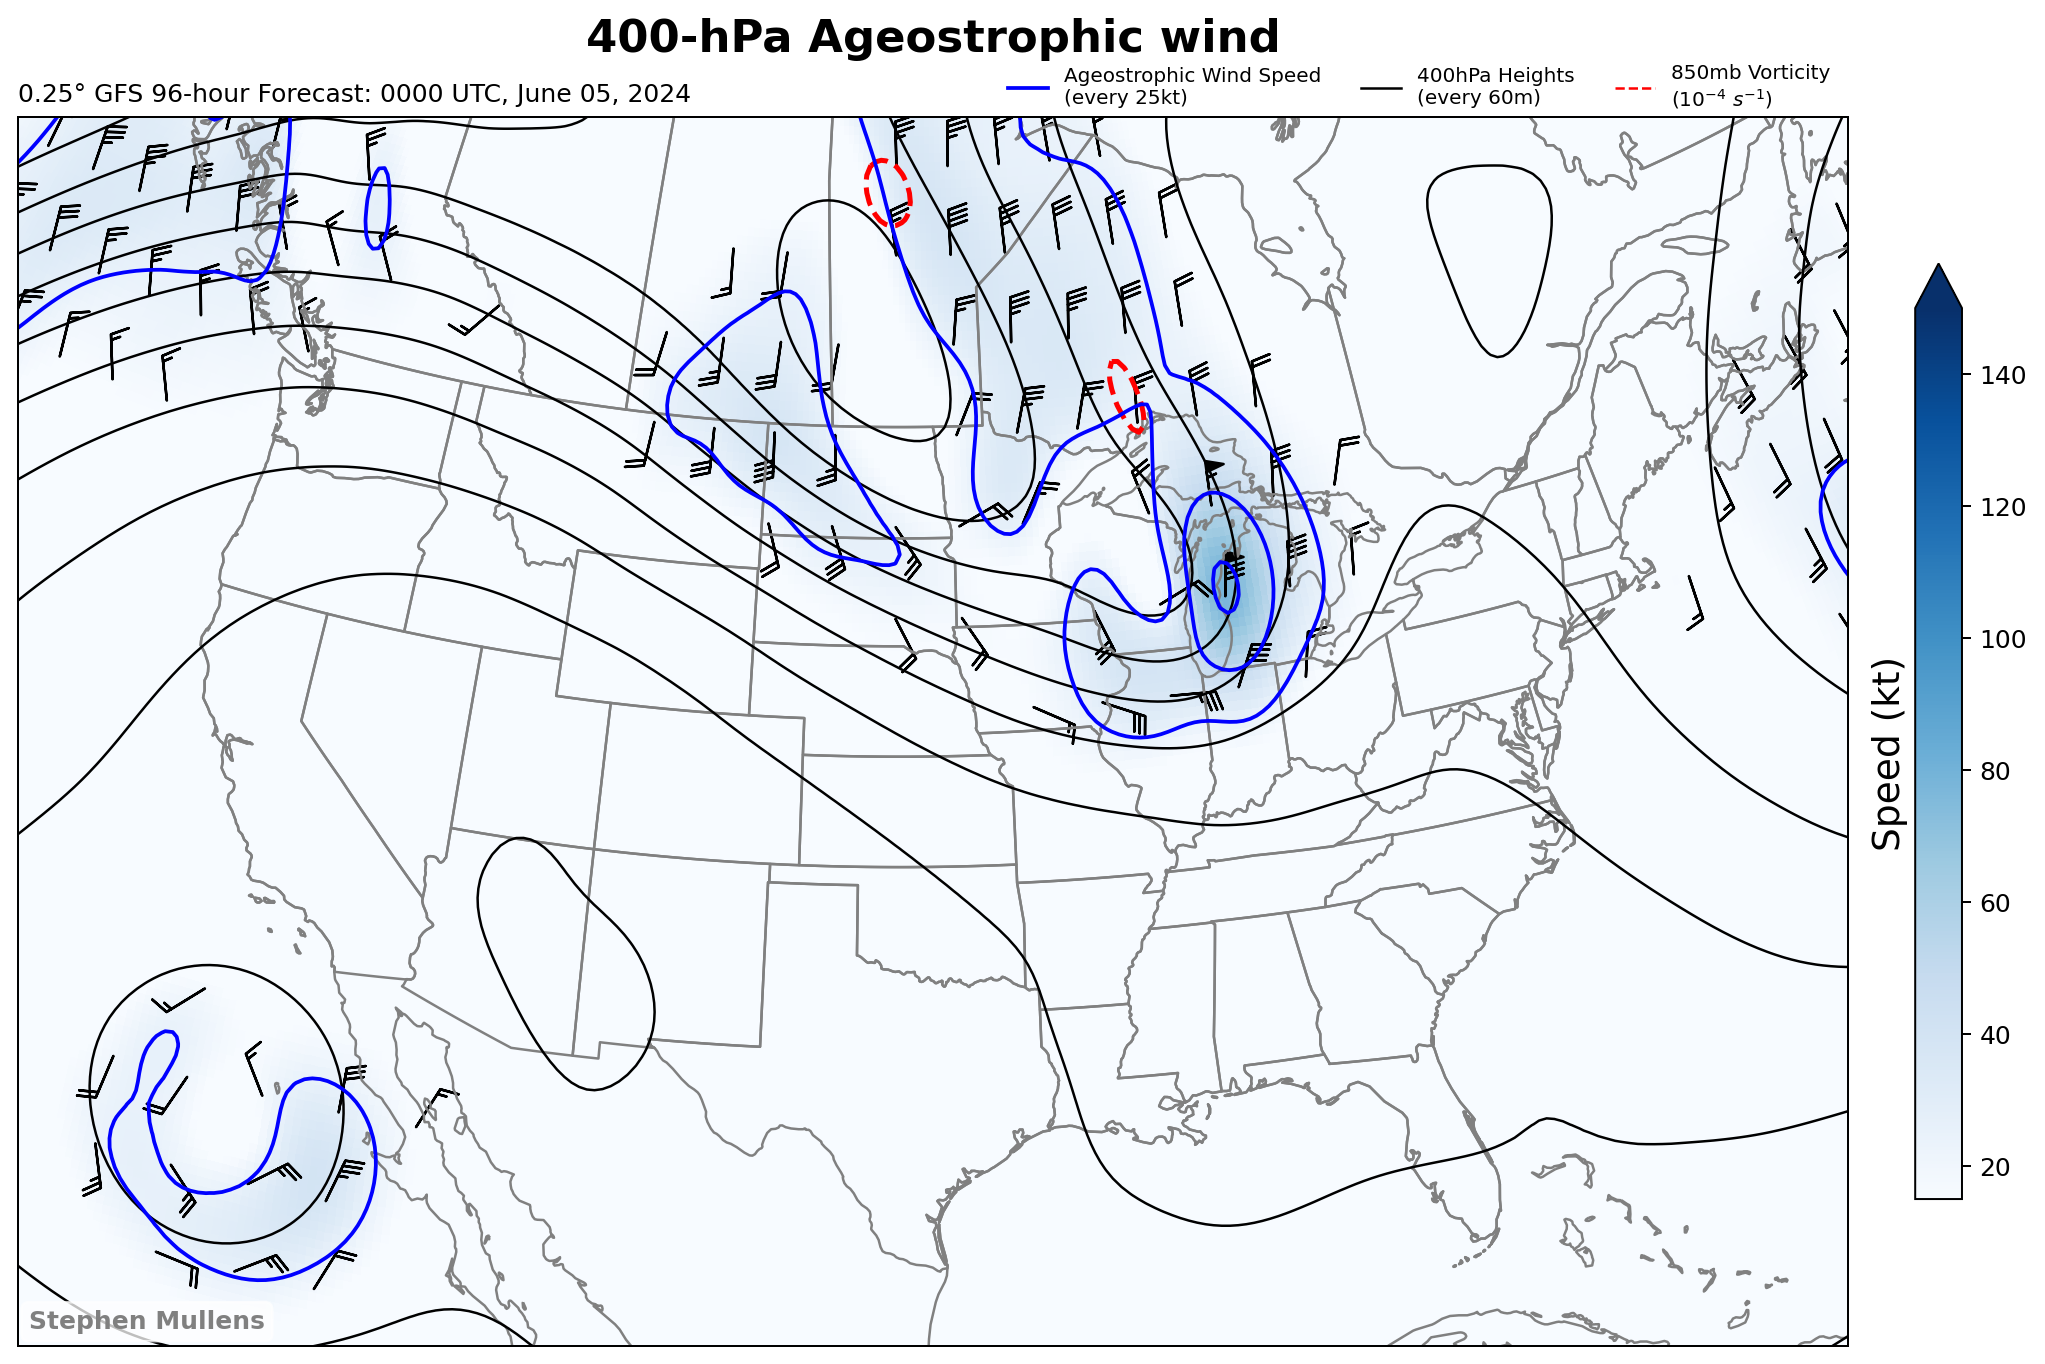 400-hPa Ageostrophic wind
0.25° GFS 96-hour Forecast: 0000 UTC, June 05, 2024
Ageostrophic Wind Speed
(every 25kt)
400hPa Heights
(every 60m)
850mb Vorticity
(10⁻⁴ s⁻¹)
140
120
100
80
60
40
20
Speed (kt)
Stephen Mullens